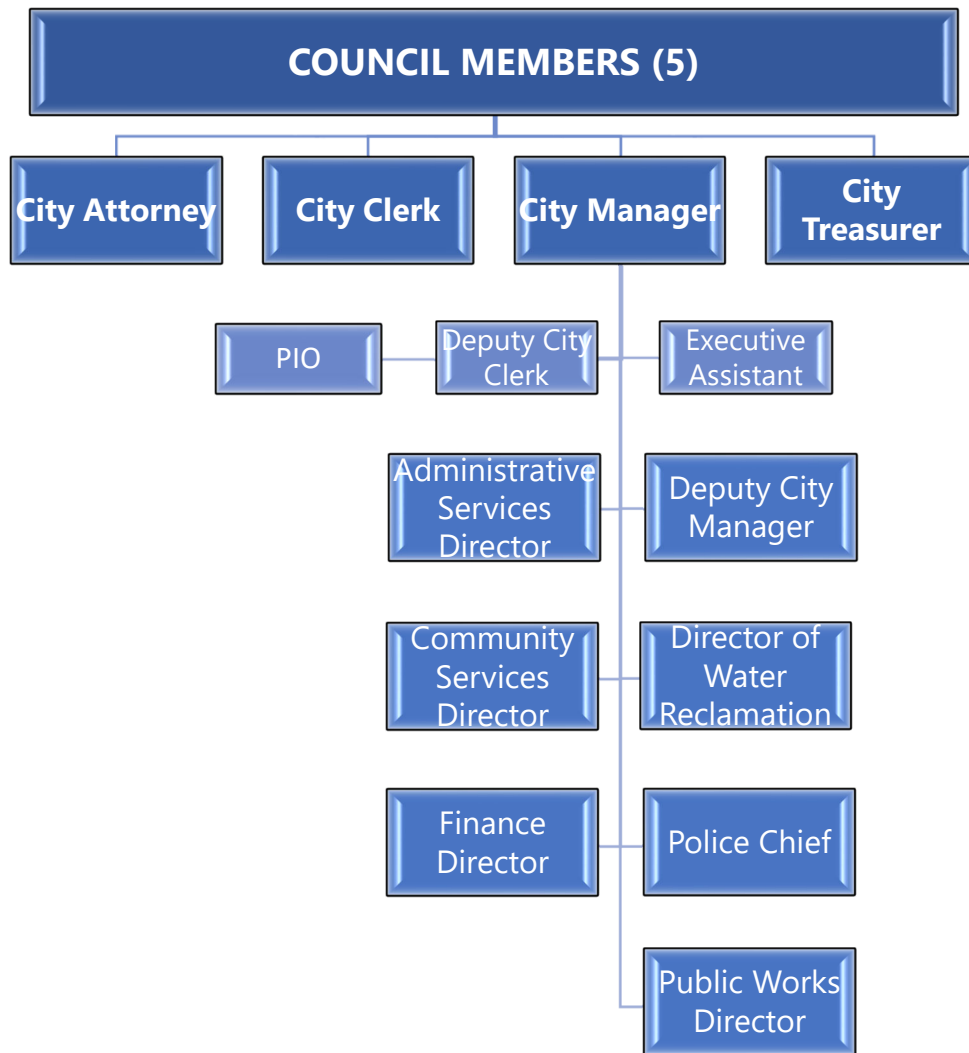 COUNCIL MEMBERS (5)
City Attorney
City Clerk
City Manager
City
Treasurer
PIO
Deputy City
Clerk
Executive
Assistant
Administrative
Services
Director
Deputy City
Manager
Community
Services
Director
Director of
Water
Reclamation
Finance
Director
Police Chief
Public Works
Director